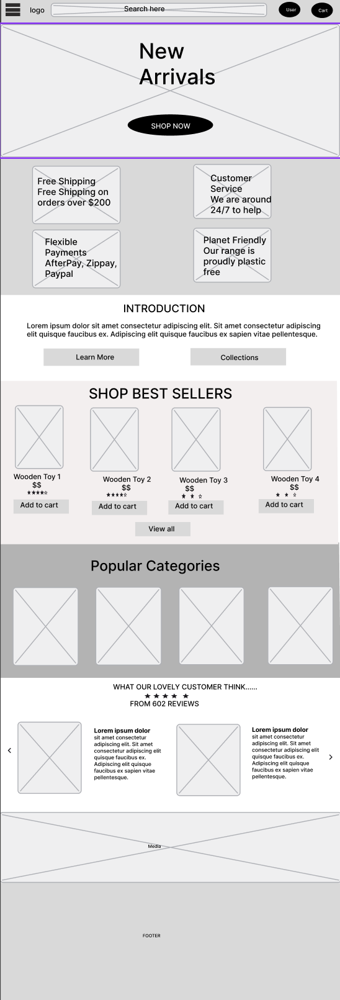 logo
Search here
User
Cart
New
Arrivals
SHOP NOW
Free Shipping
Free Shipping on
orders over $200
Customer
Service
We are around
24/7 to help
Flexible
Payments
AfterPay, Zippay,
Paypal
Planet Friendly
Our range is
proudly plastic
free
INTRODUCTION
Lorem ipsum dolor sit amet consectetur adipiscing elit. Sit amet consectetur adipiscing
elit quisque faucibus ex. Adipiscing elit quisque faucibus ex sapien vitae pellentesque.
Learn More
Collections
SHOP BEST SELLERS
Wooden Toy 1
$$
Add to cart
Wooden Toy 2
$$
Add to cart
Wooden Toy 3
$$
Add to cart
Wooden Toy 4
$$
Add to cart
View all
Popular Categories
WHAT OUR LOVELY CUSTOMER THINK......
FROM 602 REVIEWS
Lorem ipsum dolor
sit amet consectetur
adipiscing elit. Sit amet
consectetur adipiscing elit
quisque faucibus ex.
Adipiscing elit quisque
faucibus ex sapien vitae
pellentesque.
Lorem ipsum dolor
sit amet consectetur
adipiscing elit. Sit amet
consectetur adipiscing elit
quisque faucibus ex.
Adipiscing elit quisque
faucibus ex sapien vitae
pellentesque.
Media
FOOTER